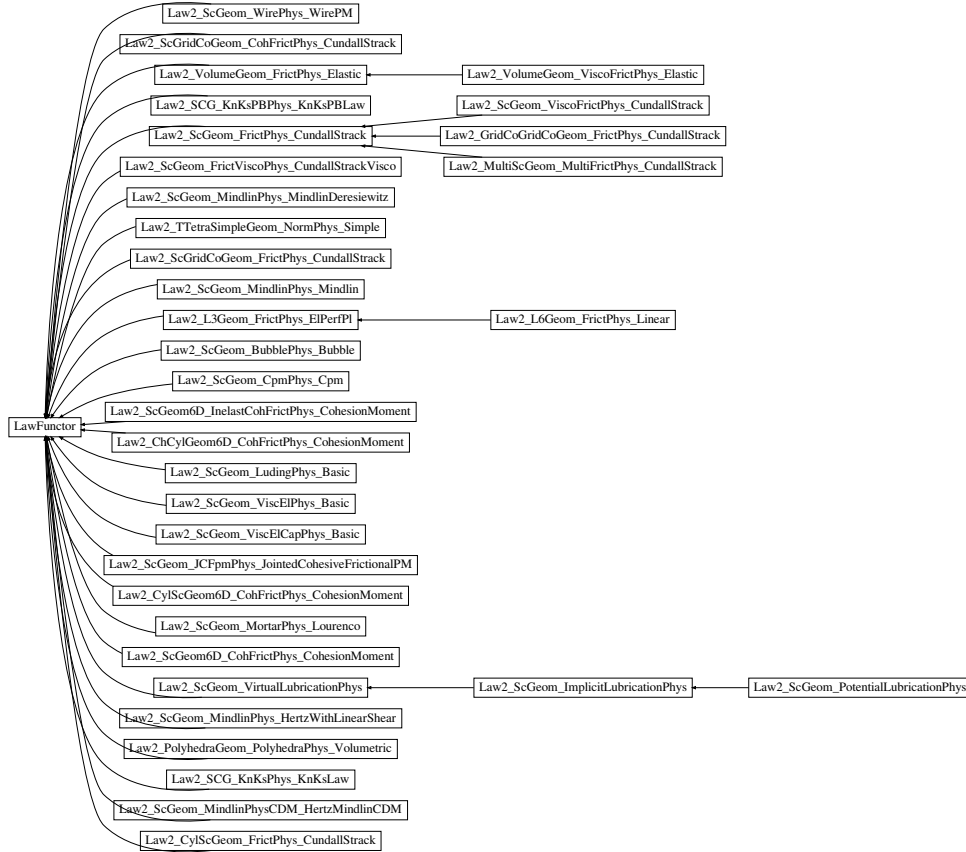 Law2_ScGeom_WirePhys_WirePM
Law2_ScGridCoGeom_CohFrictPhys_CundallStrack
Law2_VolumeGeom_FrictPhys_Elastic
Law2_VolumeGeom_ViscoFrictPhys_Elastic
Law2_SCG_KnKsPBPhys_KnKsPBLaw
Law2_ScGeom_ViscoFrictPhys_CundallStrack
Law2_ScGeom_FrictPhys_CundallStrack
Law2_GridCoGridCoGeom_FrictPhys_CundallStrack
Law2_ScGeom_FrictViscoPhys_CundallStrackVisco
Law2_MultiScGeom_MultiFrictPhys_CundallStrack
Law2_ScGeom_MindlinPhys_MindlinDeresiewitz
Law2_TTetraSimpleGeom_NormPhys_Simple
Law2_ScGridCoGeom_FrictPhys_CundallStrack
Law2_ScGeom_MindlinPhys_Mindlin
Law2_L3Geom_FrictPhys_ElPerfPl
Law2_L6Geom_FrictPhys_Linear
Law2_ScGeom_BubblePhys_Bubble
Law2_ScGeom_CpmPhys_Cpm
Law2_ScGeom6D_InelastCohFrictPhys_CohesionMoment
LawFunctor
Law2_ChCylGeom6D_CohFrictPhys_CohesionMoment
Law2_ScGeom_LudingPhys_Basic
Law2_ScGeom_ViscElPhys_Basic
Law2_ScGeom_ViscElCapPhys_Basic
Law2_ScGeom_JCFpmPhys_JointedCohesiveFrictionalPM
Law2_CylScGeom6D_CohFrictPhys_CohesionMoment
Law2_ScGeom_MortarPhys_Lourenco
Law2_ScGeom6D_CohFrictPhys_CohesionMoment
Law2_ScGeom_VirtualLubricationPhys
Law2_ScGeom_ImplicitLubricationPhys
Law2_ScGeom_PotentialLubricationPhys
Law2_ScGeom_MindlinPhys_HertzWithLinearShear
Law2_PolyhedraGeom_PolyhedraPhys_Volumetric
Law2_SCG_KnKsPhys_KnKsLaw
Law2_ScGeom_MindlinPhysCDM_HertzMindlinCDM
Law2_CylScGeom_FrictPhys_CundallStrack